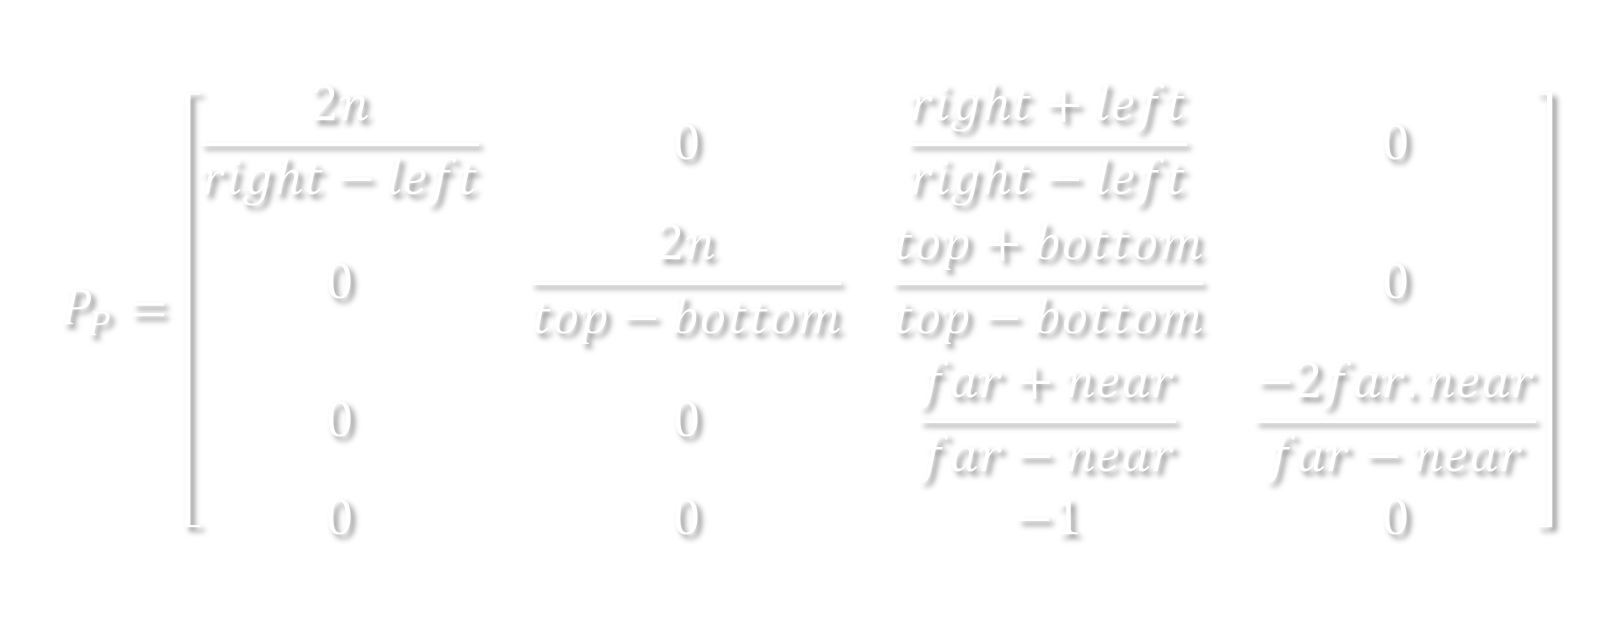 P_P = [ 2n/(right − left)  0  (right + left)/(right − left)  0
0  2n/(top − bottom)  (top + bottom)/(top − bottom)  0
0  0  (far + near)/(far − near)  (−2far.near)/(far − near)
0  0  −1  0 ]